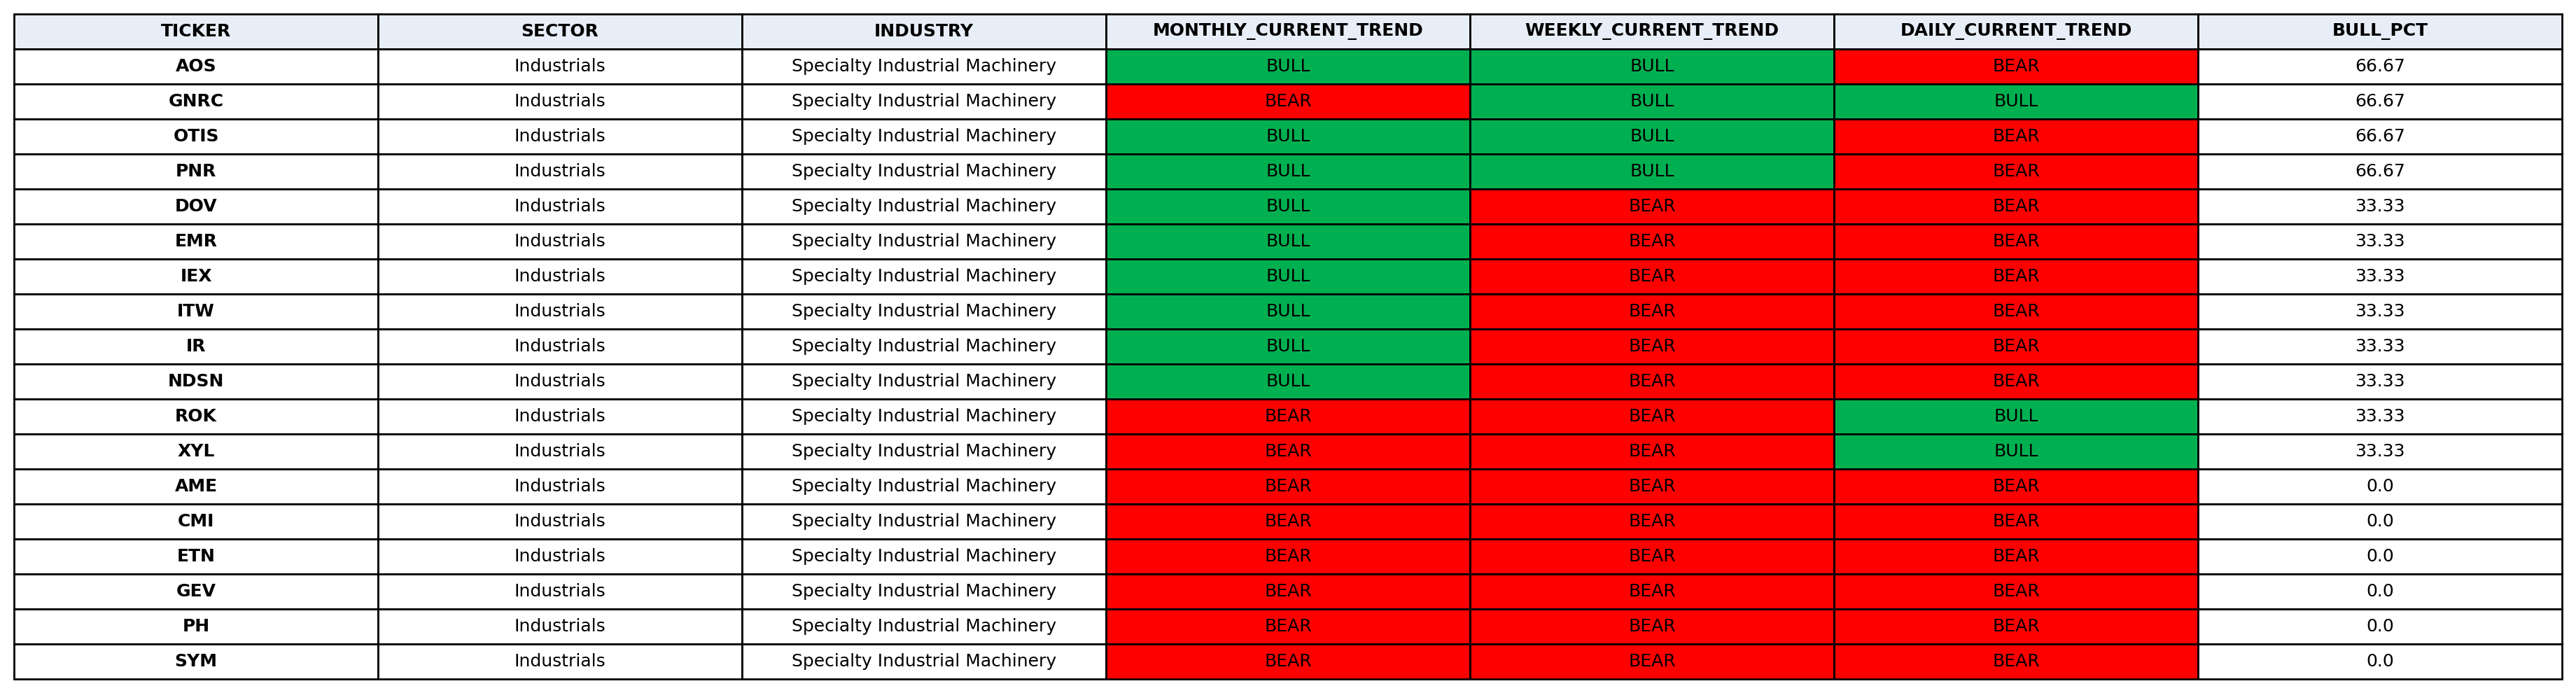 TICKER SECTOR INDUSTRY MONTHLY_CURRENT_TREND WEEKLY_CURRENT_TREND DAILY_CURRENT_TREND BULL_PCT
AOS Industrials Specialty Industrial Machinery BULL BULL BEAR 66.67
GNRC Industrials Specialty Industrial Machinery BEAR BULL BULL 66.67
OTIS Industrials Specialty Industrial Machinery BULL BULL BEAR 66.67
PNR Industrials Specialty Industrial Machinery BULL BULL BEAR 66.67
DOV Industrials Specialty Industrial Machinery BULL BEAR BEAR 33.33
EMR Industrials Specialty Industrial Machinery BULL BEAR BEAR 33.33
IEX Industrials Specialty Industrial Machinery BULL BEAR BEAR 33.33
ITW Industrials Specialty Industrial Machinery BULL BEAR BEAR 33.33
IR Industrials Specialty Industrial Machinery BULL BEAR BEAR 33.33
NDSN Industrials Specialty Industrial Machinery BULL BEAR BEAR 33.33
ROK Industrials Specialty Industrial Machinery BEAR BEAR BULL 33.33
XYL Industrials Specialty Industrial Machinery BEAR BEAR BULL 33.33
AME Industrials Specialty Industrial Machinery BEAR BEAR BEAR 0.0
CMI Industrials Specialty Industrial Machinery BEAR BEAR BEAR 0.0
ETN Industrials Specialty Industrial Machinery BEAR BEAR BEAR 0.0
GEV Industrials Specialty Industrial Machinery BEAR BEAR BEAR 0.0
PH Industrials Specialty Industrial Machinery BEAR BEAR BEAR 0.0
SYM Industrials Specialty Industrial Machinery BEAR BEAR BEAR 0.0